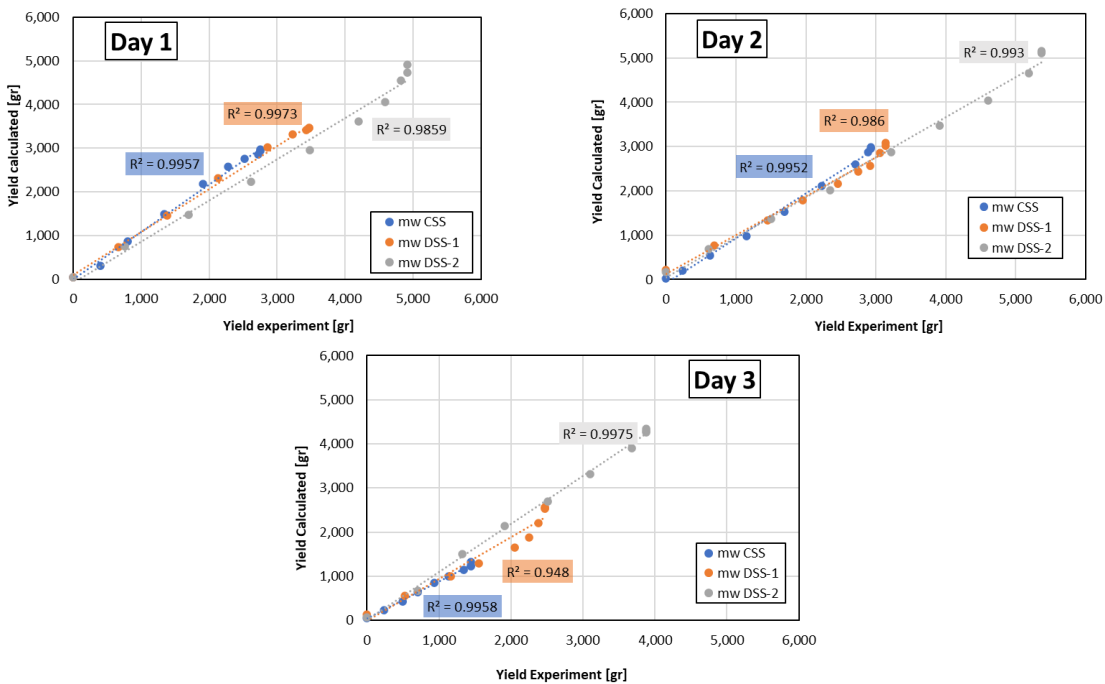 Day 1
6,000
5,000
4,000
3,000
2,000
1,000
0
Yield calculated [gr]
R² = 0.9973
R² = 0.9859
R² = 0.9957
mw CSS
mw DSS-1
mw DSS-2
0 1,000 2,000 3,000 4,000 5,000 6,000
Yield experiment [gr]
Day 2
6,000
5,000
4,000
3,000
2,000
1,000
0
Yield Calculated [gr]
R² = 0.993
R² = 0.986
R² = 0.9952
mw CSS
mw DSS-1
mw DSS-2
0 1,000 2,000 3,000 4,000 5,000 6,000
Yield Experiment [gr]
Day 3
6,000
5,000
4,000
3,000
2,000
1,000
0
Yield Calculated [gr]
R² = 0.9975
R² = 0.948
R² = 0.9958
mw CSS
mw DSS-1
mw DSS-2
0 1,000 2,000 3,000 4,000 5,000 6,000
Yield Experiment [gr]